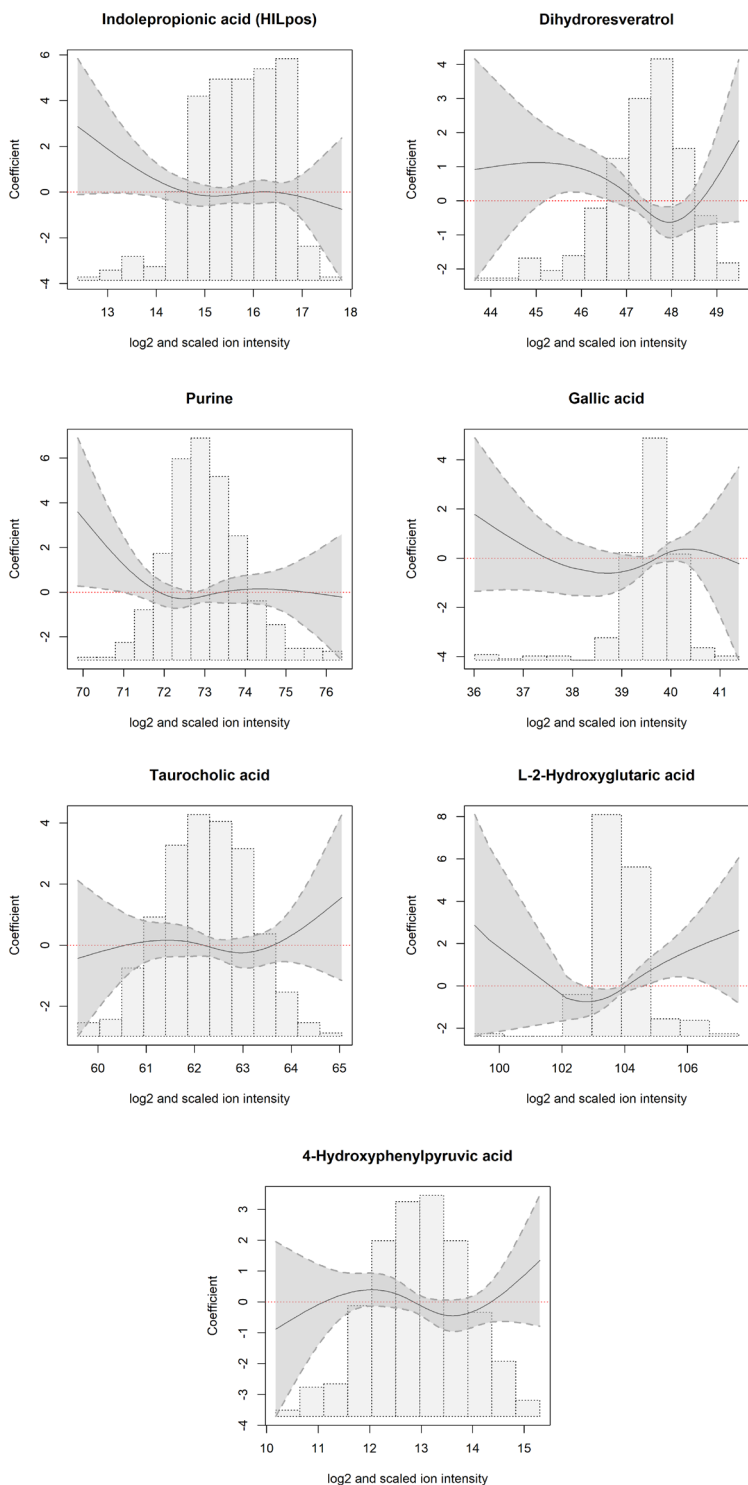 Indolepropionic acid (HILpos)
Coefficient
6
4
2
0
-2
-4
13 14 15 16 17 18
log2 and scaled ion intensity
Dihydroresveratrol
Coefficient
4
3
2
1
0
-1
-2
44 45 46 47 48 49
log2 and scaled ion intensity
Purine
Coefficient
6
4
2
0
-2
70 71 72 73 74 75 76
log2 and scaled ion intensity
Gallic acid
Coefficient
4
2
0
-2
-4
36 37 38 39 40 41
log2 and scaled ion intensity
Taurocholic acid
Coefficient
4
2
0
-2
60 61 62 63 64 65
log2 and scaled ion intensity
L-2-Hydroxyglutaric acid
Coefficient
8
6
4
2
0
-2
100 102 104 106
log2 and scaled ion intensity
4-Hydroxyphenylpyruvic acid
Coefficient
3
2
1
0
-1
-2
-3
-4
10 11 12 13 14 15
log2 and scaled ion intensity